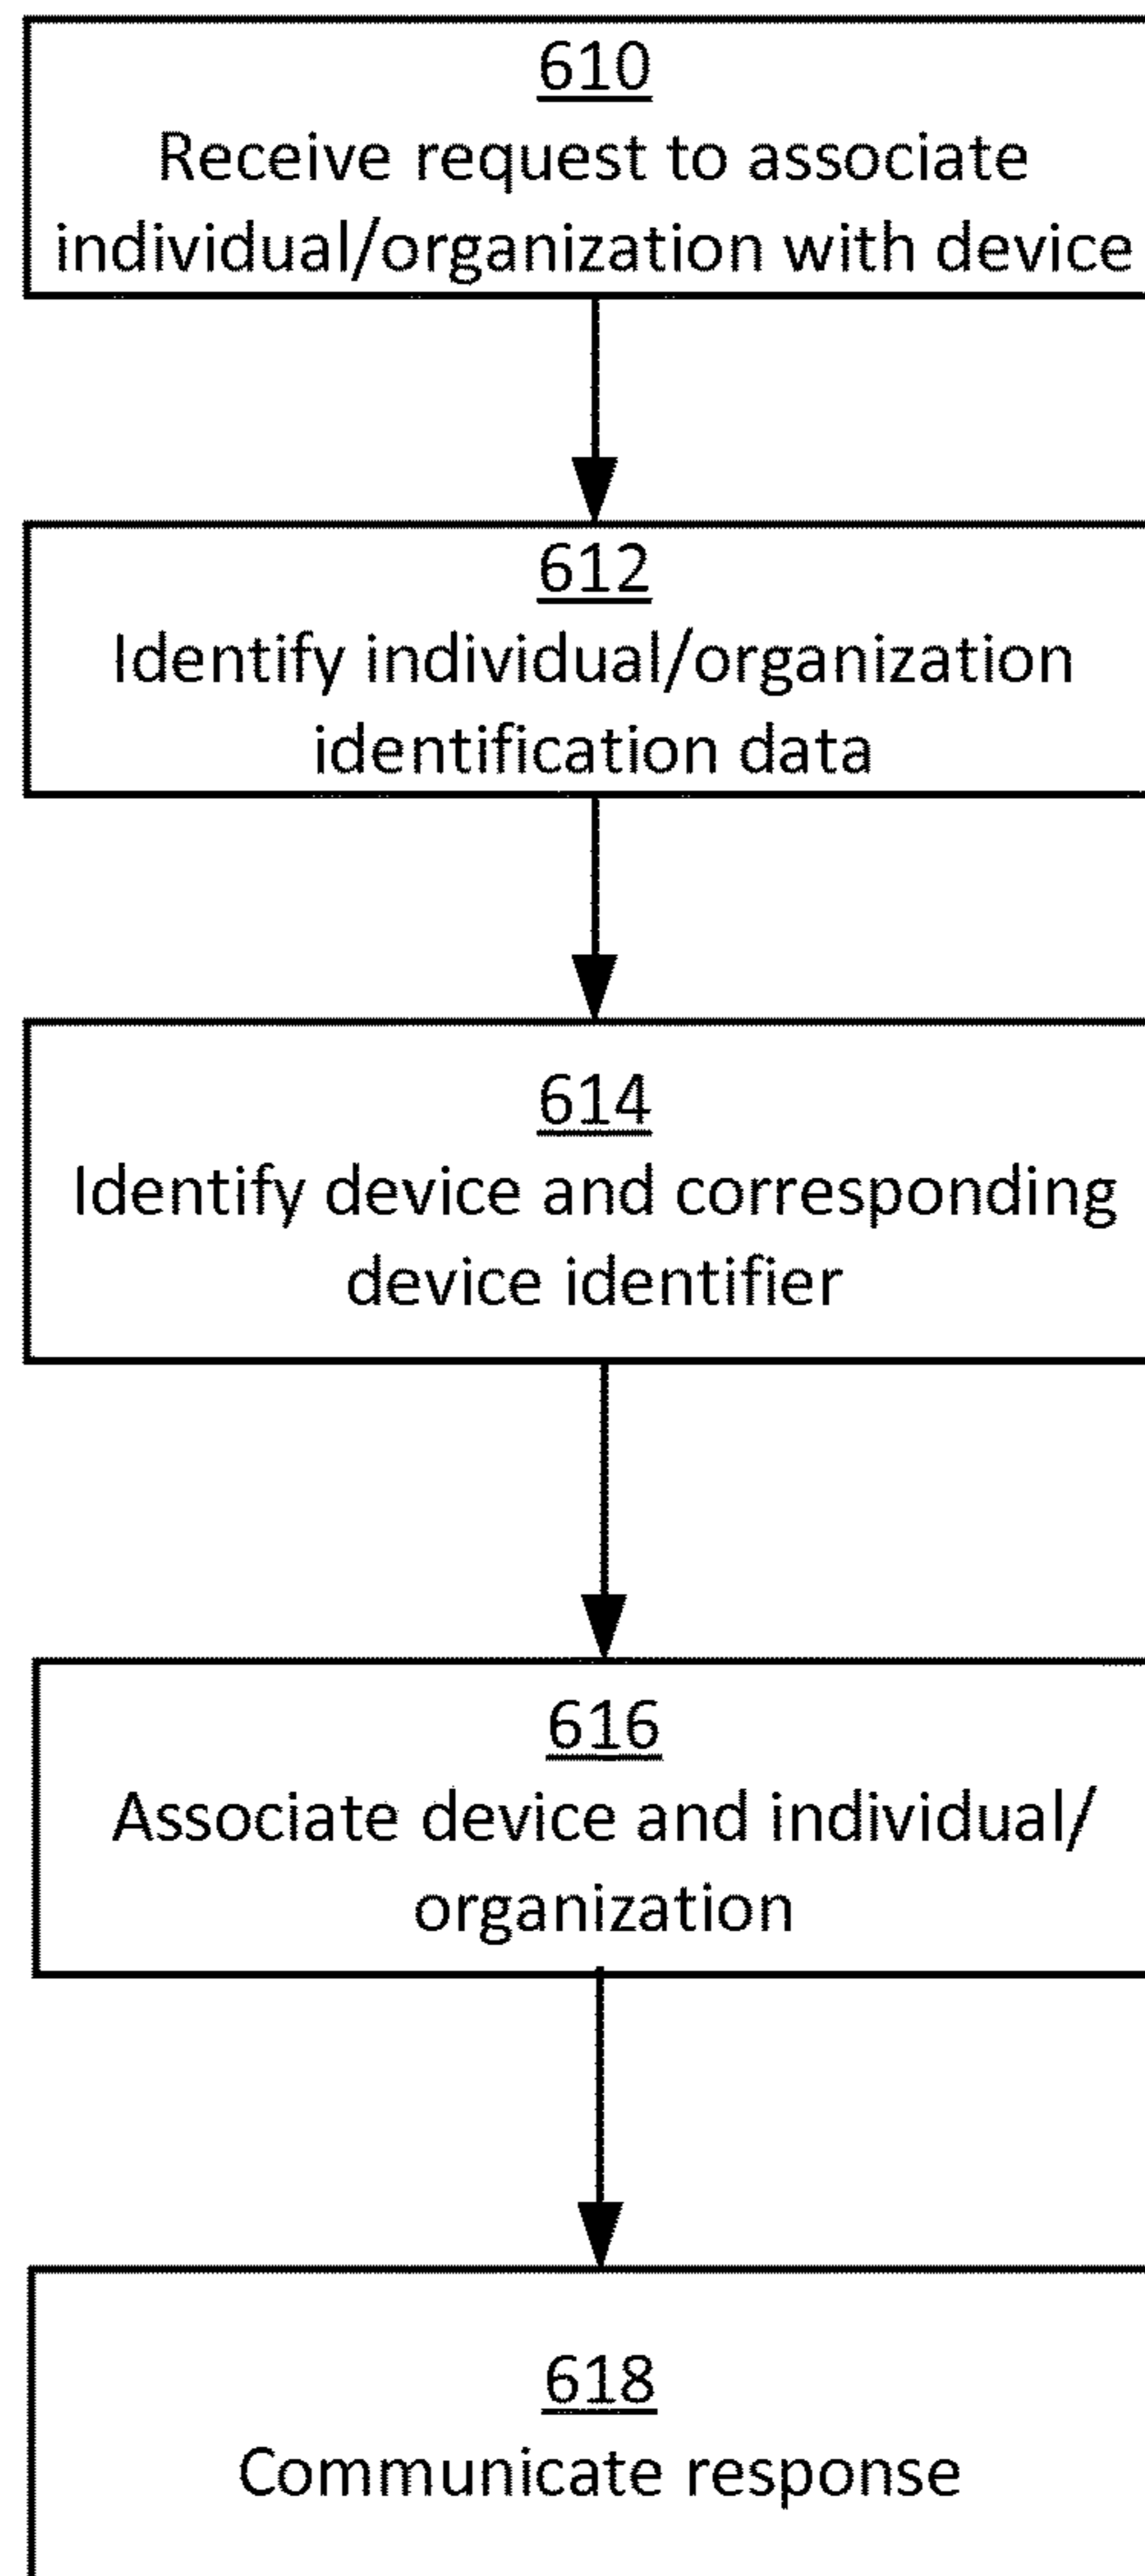 610
Receive request to associate
individual/organization with device
612
Identify individual/organization
identification data
614
Identify device and corresponding
device identifier
616
Associate device and individual/
organization
618
Communicate response